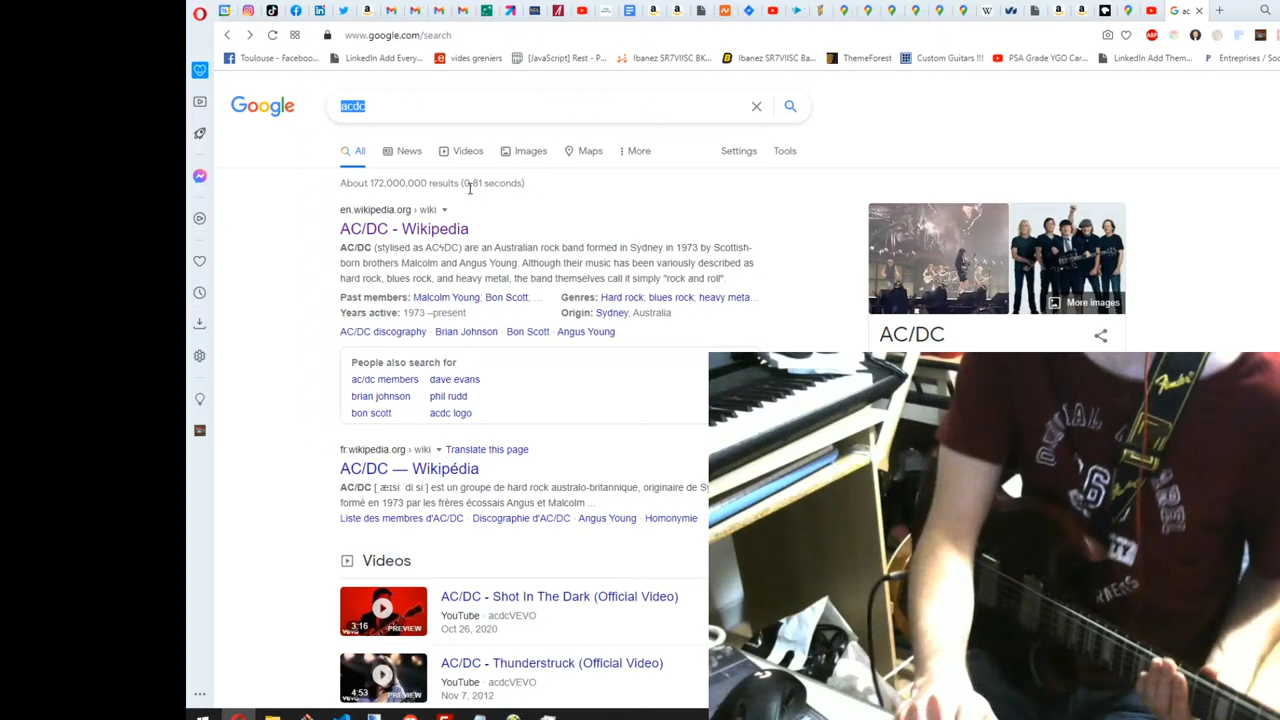 www.google.com/search
Toulouse - Faceboo...
LinkedIn Add Every...
vides greniers
[JavaScript] Rest - P...
Ibanez SR7VIISC BK...
Ibanez SR7VIISC Ba...
ThemeForest
Custom Guitars !!!
PSA Grade YGO Car...
LinkedIn Add Them...
Entreprises / Soc
Google
acdc
All
News
Videos
Images
Maps
More
Settings
Tools
About 172,000,000 results (0.81 seconds)
en.wikipedia.org › wiki
AC/DC - Wikipedia
AC/DC (stylised as ACϟDC) are an Australian rock band formed in Sydney in 1973 by Scottish-
born brothers Malcolm and Angus Young. Although their music has been variously described as
hard rock, blues rock, and heavy metal, the band themselves call it simply "rock and roll".
Past members: Malcolm Young, Bon Scott, ...
Genres: Hard rock, blues rock, heavy meta...
Years active: 1973 –present
Origin: Sydney, Australia
AC/DC discography · Brian Johnson · Bon Scott · Angus Young
People also search for
ac/dc members
dave evans
brian johnson
phil rudd
bon scott
acdc logo
More images
AC/DC
fr.wikipedia.org › wiki
Translate this page
AC/DC — Wikipédia
AC/DC [ˌæɪsiːˈdiːsiː] est un groupe de hard rock australo-britannique, originaire de Sy
formé en 1973 par les frères écossais Angus et Malcolm ...
Liste des membres d'AC/DC · Discographie d'AC/DC · Angus Young · Homonymie
Videos
AC/DC - Shot In The Dark (Official Video)
YouTube · acdcVEVO
Oct 26, 2020
3:16
PREVIEW
AC/DC - Thunderstruck (Official Video)
YouTube · acdcVEVO
Nov 7, 2012
4:53
PREVIEW
Fender
6